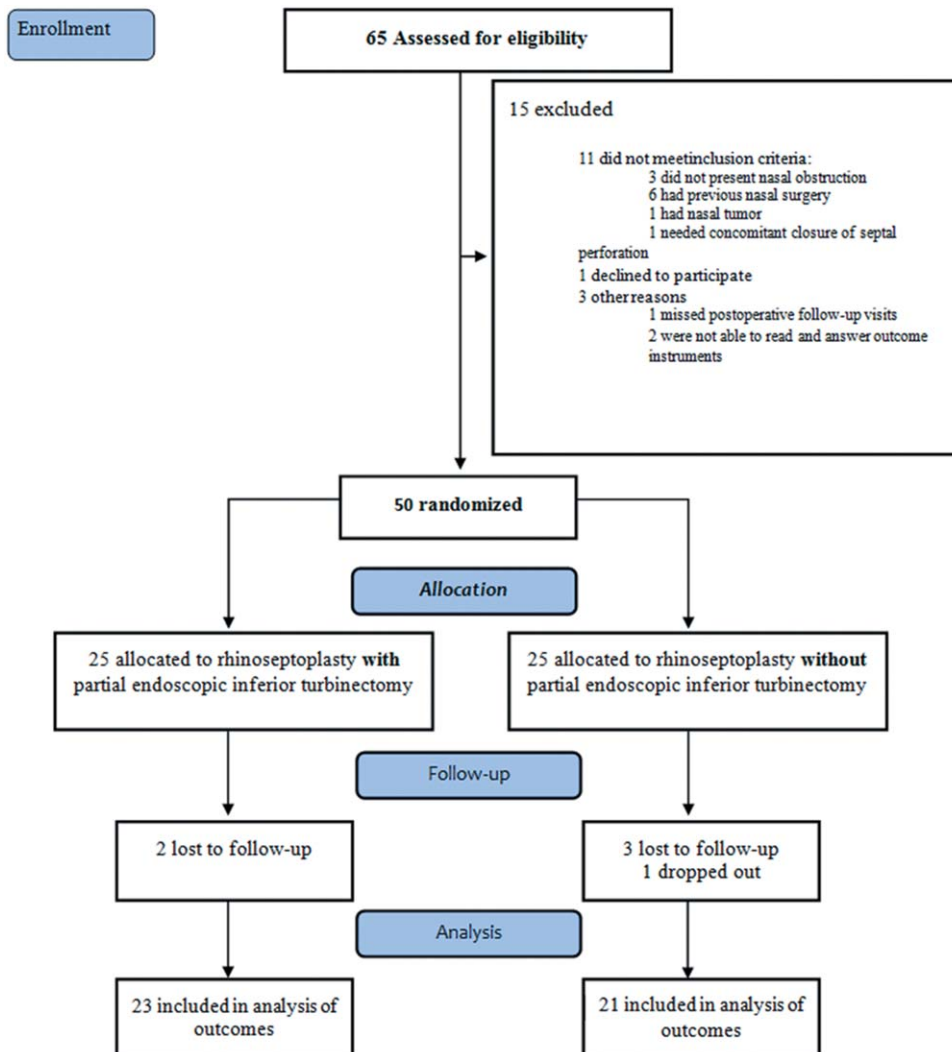 Enrollment
65 Assessed for eligibility
15 excluded
11 did not meetinclusion criteria:
3 did not present nasal obstruction
6 had previous nasal surgery
1 had nasal tumor
1 needed concomitant closure of septal
perforation
1 declined to participate
3 other reasons
1 missed postoperative follow-up visits
2 were not able to read and answer outcome
instruments
50 randomized
Allocation
25 allocated to rhinoseptoplasty with
partial endoscopic inferior turbinectomy
25 allocated to rhinoseptoplasty without
partial endoscopic inferior turbinectomy
Follow-up
2 lost to follow-up
3 lost to follow-up
1 dropped out
Analysis
23 included in analysis of
outcomes
21 included in analysis of
outcomes